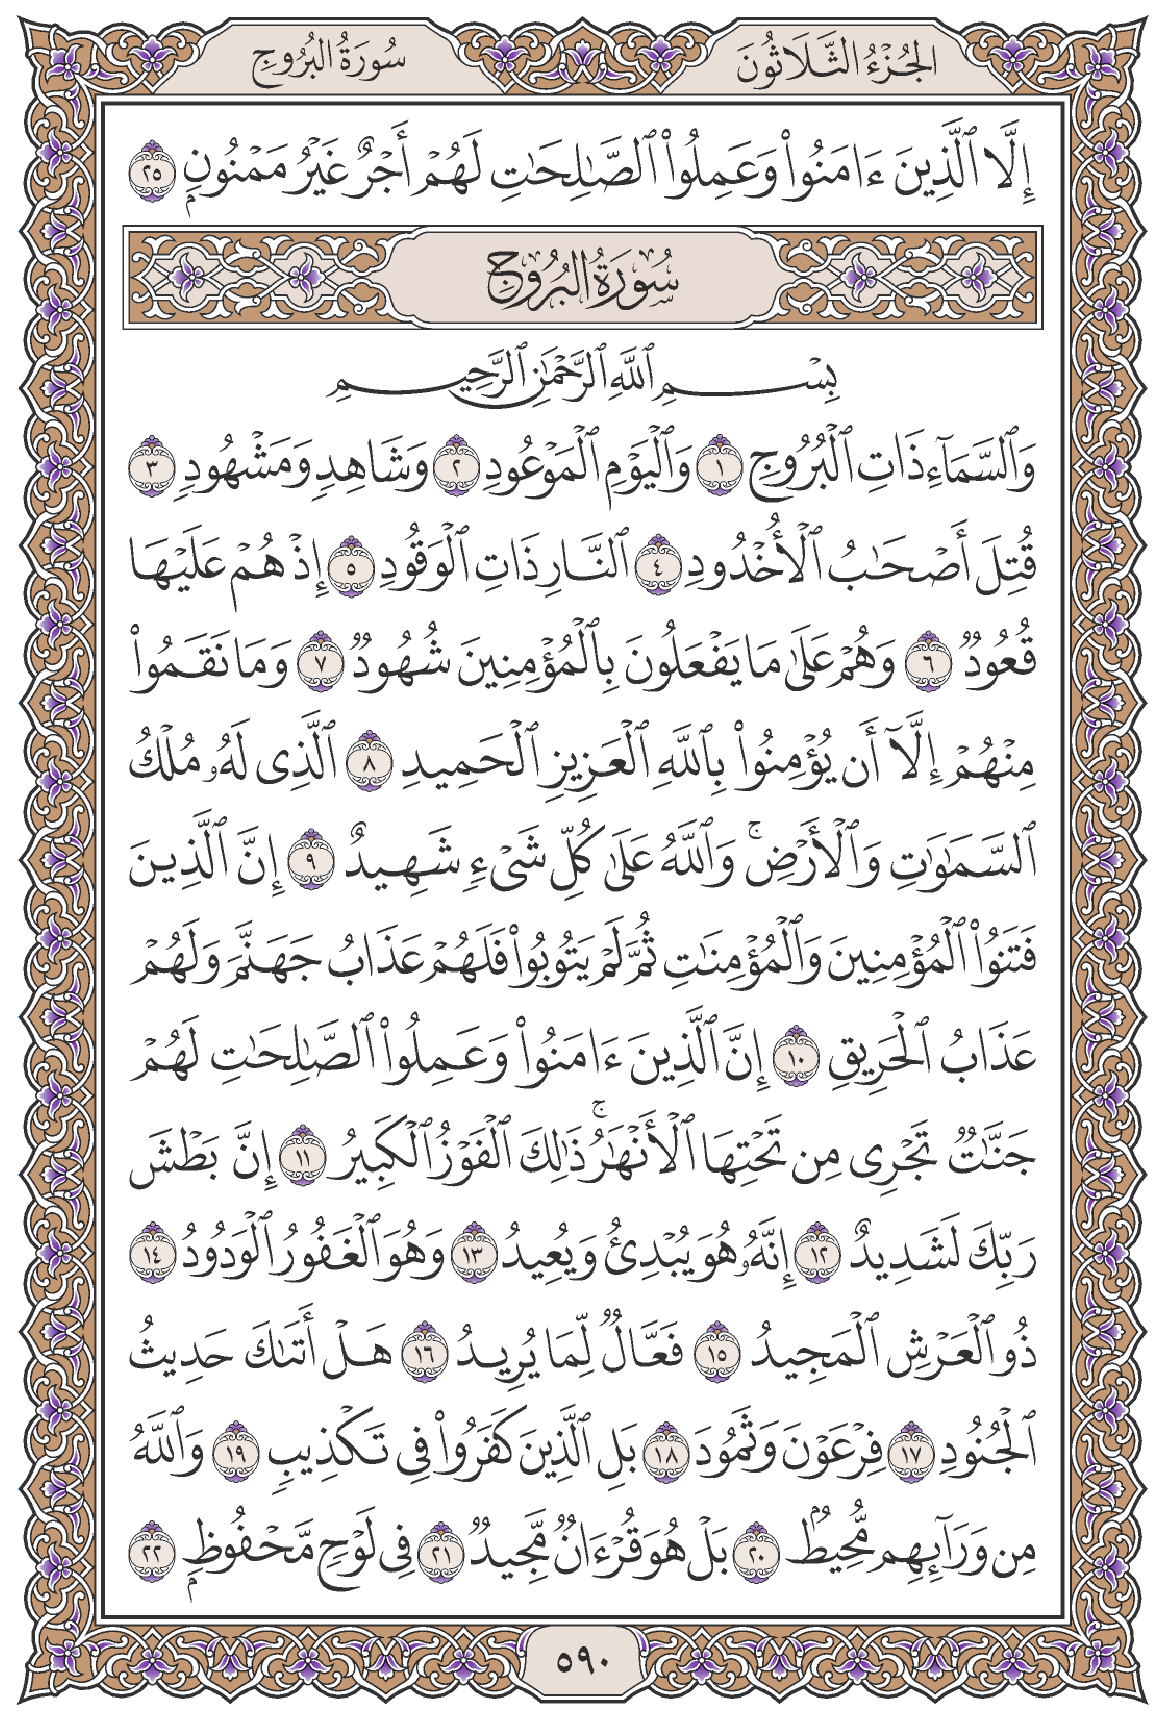 الجُزْءُ الثَّلَاثُونَ
سُورَةُ البُرُوجِ
إِلَّا ٱلَّذِينَ ءَامَنُوا۟ وَعَمِلُوا۟ ٱلصَّٰلِحَٰتِ لَهُمْ أَجْرٌ غَيْرُ مَمْنُونٍۭ ٢٥
سُورَةُ البُرُوجِ
بِسْمِ ٱللَّهِ ٱلرَّحْمَٰنِ ٱلرَّحِيمِ
وَٱلسَّمَآءِ ذَاتِ ٱلْبُرُوجِ ١ وَٱلْيَوْمِ ٱلْمَوْعُودِ ٢ وَشَاهِدٍ وَمَشْهُودٍ ٣
قُتِلَ أَصْحَٰبُ ٱلْأُخْدُودِ ٤ ٱلنَّارِ ذَاتِ ٱلْوَقُودِ ٥ إِذْ هُمْ عَلَيْهَا
قُعُودٌ ٦ وَهُمْ عَلَىٰ مَا يَفْعَلُونَ بِٱلْمُؤْمِنِينَ شُهُودٌ ٧ وَمَا نَقَمُوا۟
مِنْهُمْ إِلَّآ أَن يُؤْمِنُوا۟ بِٱللَّهِ ٱلْعَزِيزِ ٱلْحَمِيدِ ٨ ٱلَّذِى لَهُۥ مُلْكُ
ٱلسَّمَٰوَٰتِ وَٱلْأَرْضِ ۚ وَٱللَّهُ عَلَىٰ كُلِّ شَىْءٍ شَهِيدٌ ٩ إِنَّ ٱلَّذِينَ
فَتَنُوا۟ ٱلْمُؤْمِنِينَ وَٱلْمُؤْمِنَٰتِ ثُمَّ لَمْ يَتُوبُوا۟ فَلَهُمْ عَذَابُ جَهَنَّمَ وَلَهُمْ
عَذَابُ ٱلْحَرِيقِ ١٠ إِنَّ ٱلَّذِينَ ءَامَنُوا۟ وَعَمِلُوا۟ ٱلصَّٰلِحَٰتِ لَهُمْ
جَنَّٰتٌ تَجْرِى مِن تَحْتِهَا ٱلْأَنْهَٰرُ ۚ ذَٰلِكَ ٱلْفَوْزُ ٱلْكَبِيرُ ١١ إِنَّ بَطْشَ
رَبِّكَ لَشَدِيدٌ ١٢ إِنَّهُۥ هُوَ يُبْدِئُ وَيُعِيدُ ١٣ وَهُوَ ٱلْغَفُورُ ٱلْوَدُودُ ١٤
ذُو ٱلْعَرْشِ ٱلْمَجِيدُ ١٥ فَعَّالٌ لِّمَا يُرِيدُ ١٦ هَلْ أَتَىٰكَ حَدِيثُ
ٱلْجُنُودِ ١٧ فِرْعَوْنَ وَثَمُودَ ١٨ بَلِ ٱلَّذِينَ كَفَرُوا۟ فِى تَكْذِيبٍ ١٩ وَٱللَّهُ
مِن وَرَآئِهِم مُّحِيطٌۢ ٢٠ بَلْ هُوَ قُرْءَانٌ مَّجِيدٌ ٢١ فِى لَوْحٍ مَّحْفُوظٍۭ ٢٢
٥٩٠